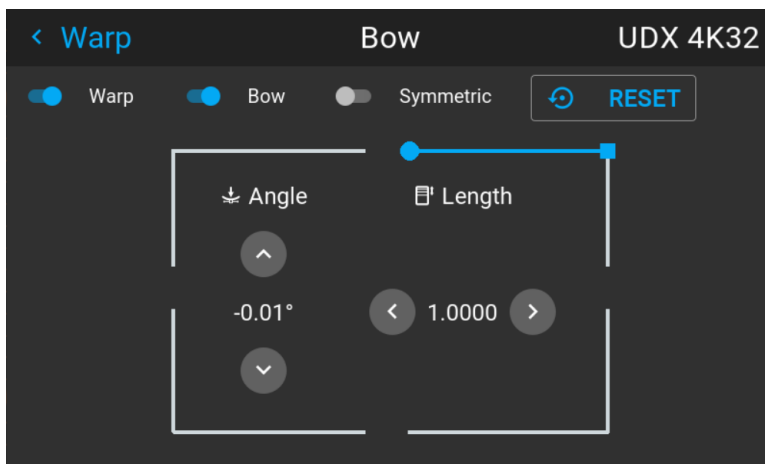 Warp Bow UDX 4K32
Warp Bow Symmetric RESET
Angle Length
-0.01° 1.0000